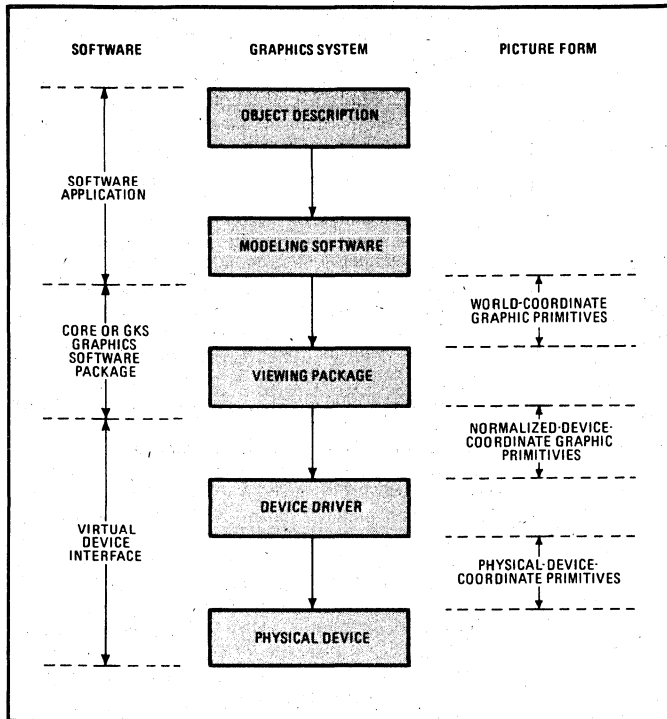 SOFTWARE
GRAPHICS SYSTEM
PICTURE FORM
OBJECT DESCRIPTION
SOFTWARE
APPLICATION
MODELING SOFTWARE
WORLD-COORDINATE
GRAPHIC PRIMITIVES
CORE OR GKS
GRAPHICS
SOFTWARE
PACKAGE
VIEWING PACKAGE
NORMALIZED-DEVICE-
COORDINATE GRAPHIC
PRIMITIVIES
DEVICE DRIVER
VIRTUAL
DEVICE
INTERFACE
PHYSICAL-DEVICE-
COORDINATE PRIMITIVES
PHYSICAL DEVICE